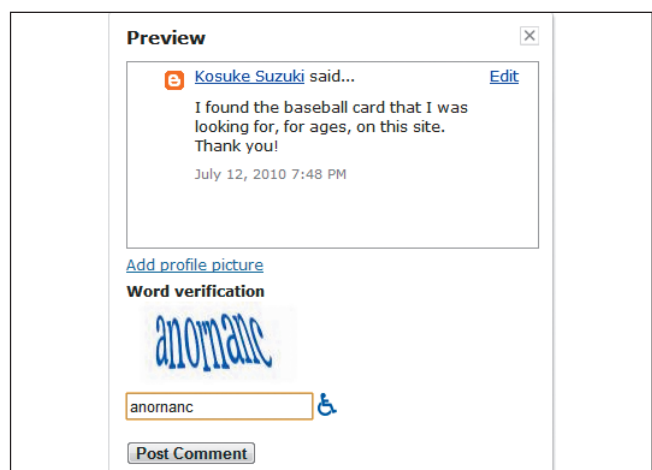 Preview
Kosuke Suzuki said... Edit
I found the baseball card that I was
looking for, for ages, on this site.
Thank you!
July 12, 2010 7:48 PM
Add profile picture
Word verification
anornanc
anornanc
Post Comment